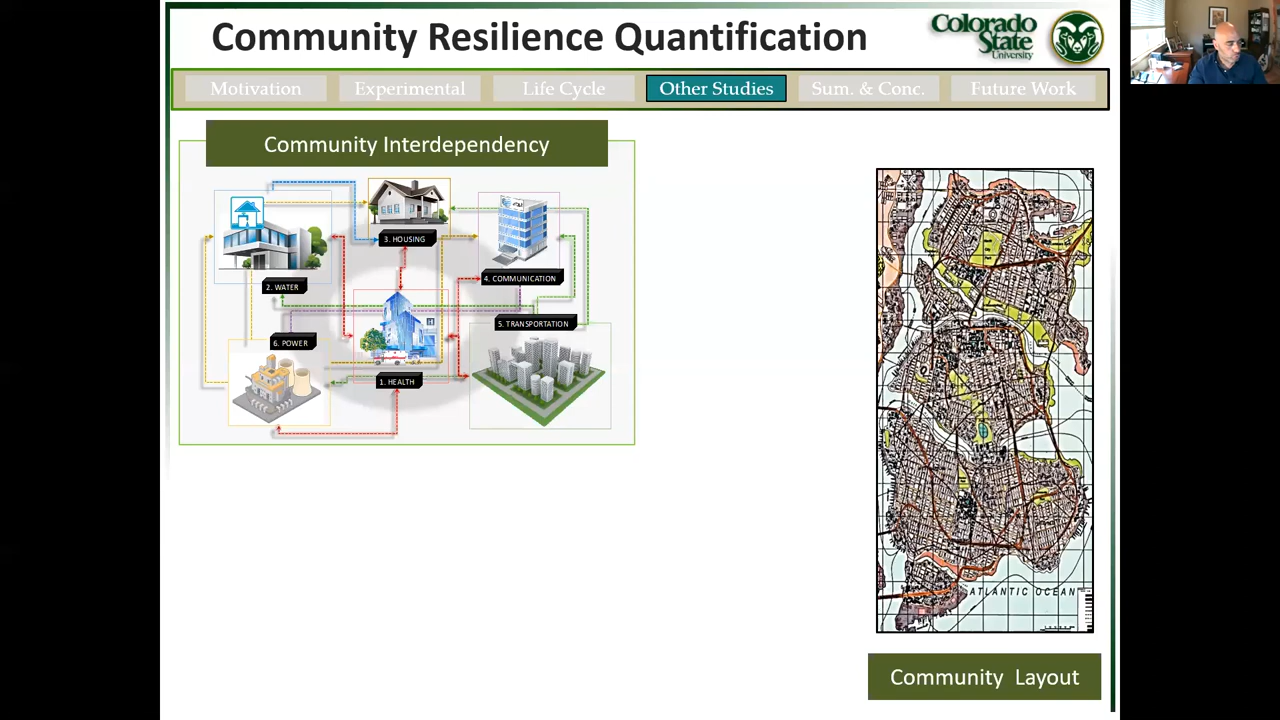 Community Resilience Quantification
Colorado
State
University
Motivation
Experimental
Life Cycle
Other Studies
Sum. & Conc.
Future Work
Community Interdependency
3. HOUSING
4. COMMUNICATION
2. WATER
5. TRANSPORTATION
6. POWER
1. HEALTH
ATLANTIC OCEAN
Community Layout